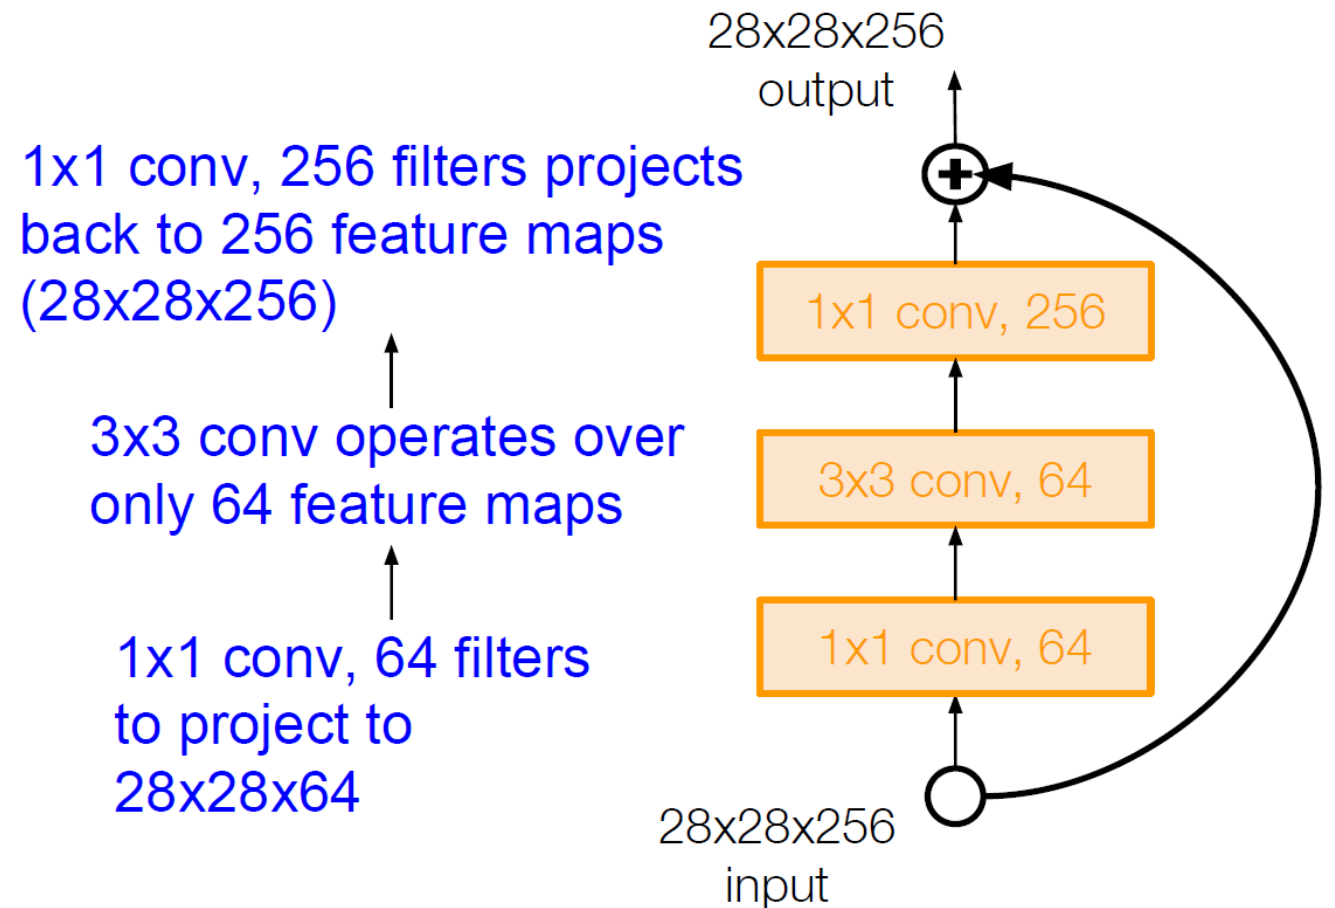 28x28x256
output
1x1 conv, 256 filters projects
back to 256 feature maps
(28x28x256)
1x1 conv, 256
3x3 conv operates over
only 64 feature maps
3x3 conv, 64
1x1 conv, 64 filters
to project to
28x28x64
1x1 conv, 64
28x28x256
input